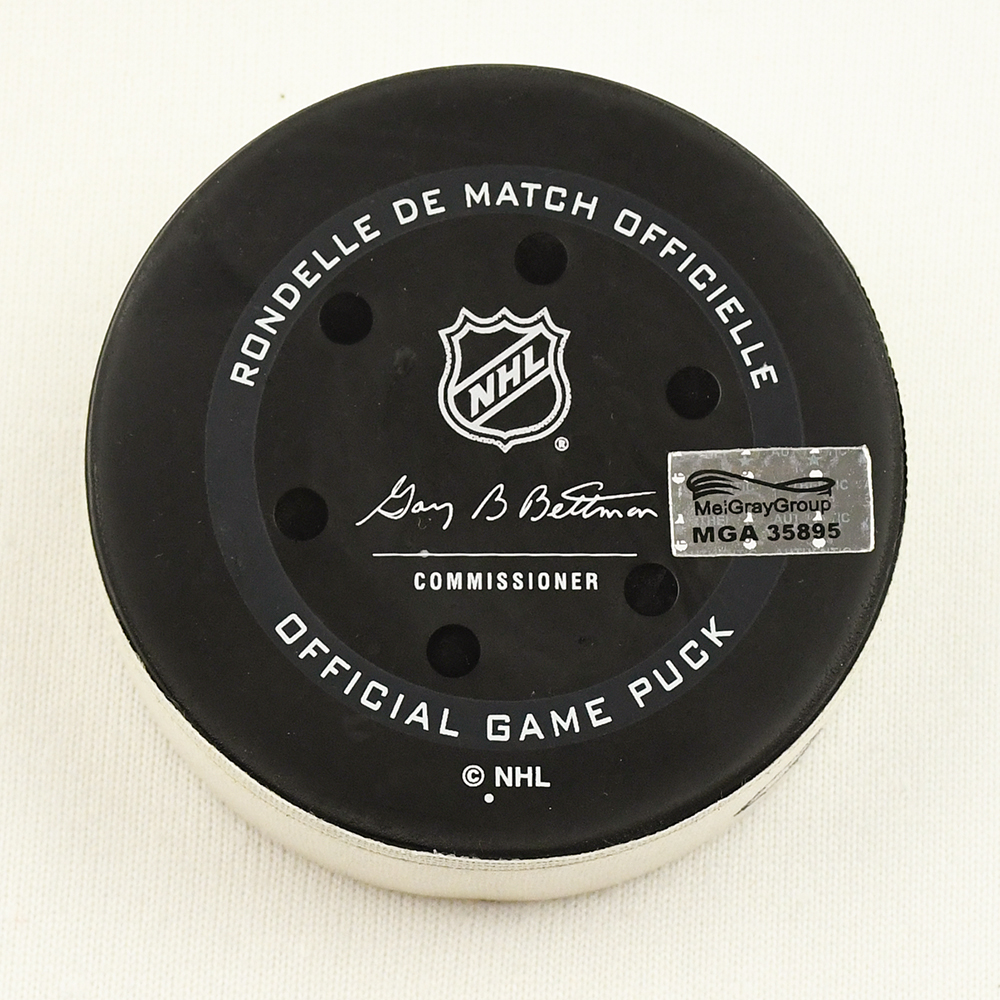 RONDELLE DE MATCH OFFICIELLE
NHL
®
Gary B Bettman
COMMISSIONER
MeiGrayGroup
MGA 35895
OFFICIAL GAME PUCK
© NHL